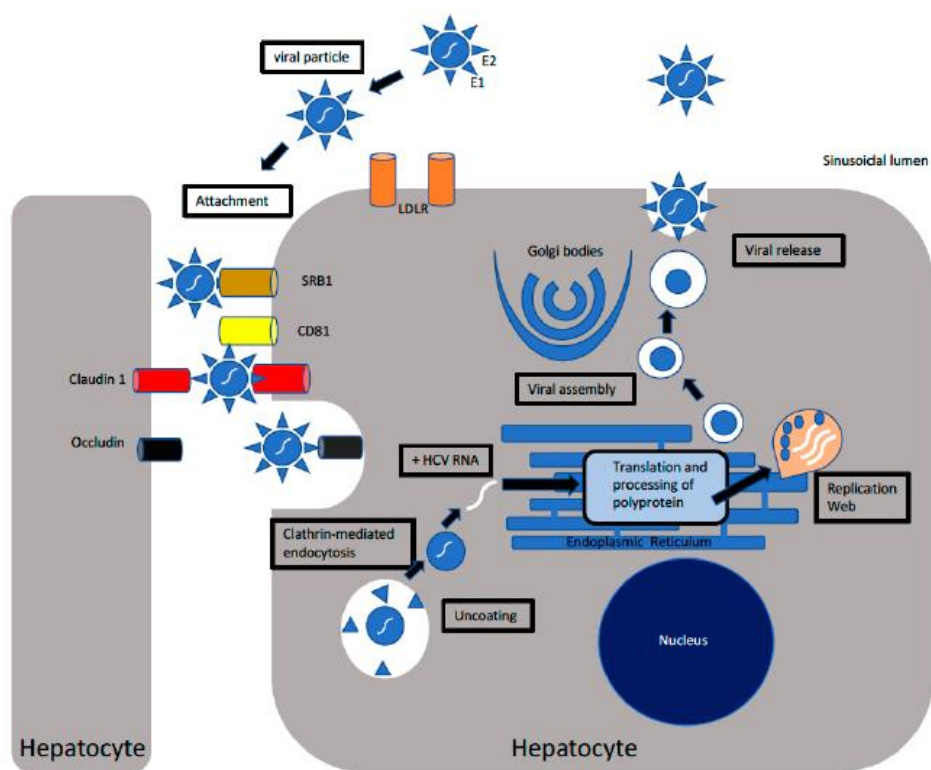 viral particle
E2
E1
Sinusoidal lumen
Attachment
LDLR
Golgi bodies
Viral release
SRB1
CD81
Claudin 1
Viral assembly
Occludin
+ HCV RNA
Translation and
processing of
polyprotein
Replication
Web
Clathrin-mediated
endocytosis
Endoplasmic Reticulum
Uncoating
Nucleus
Hepatocyte
Hepatocyte